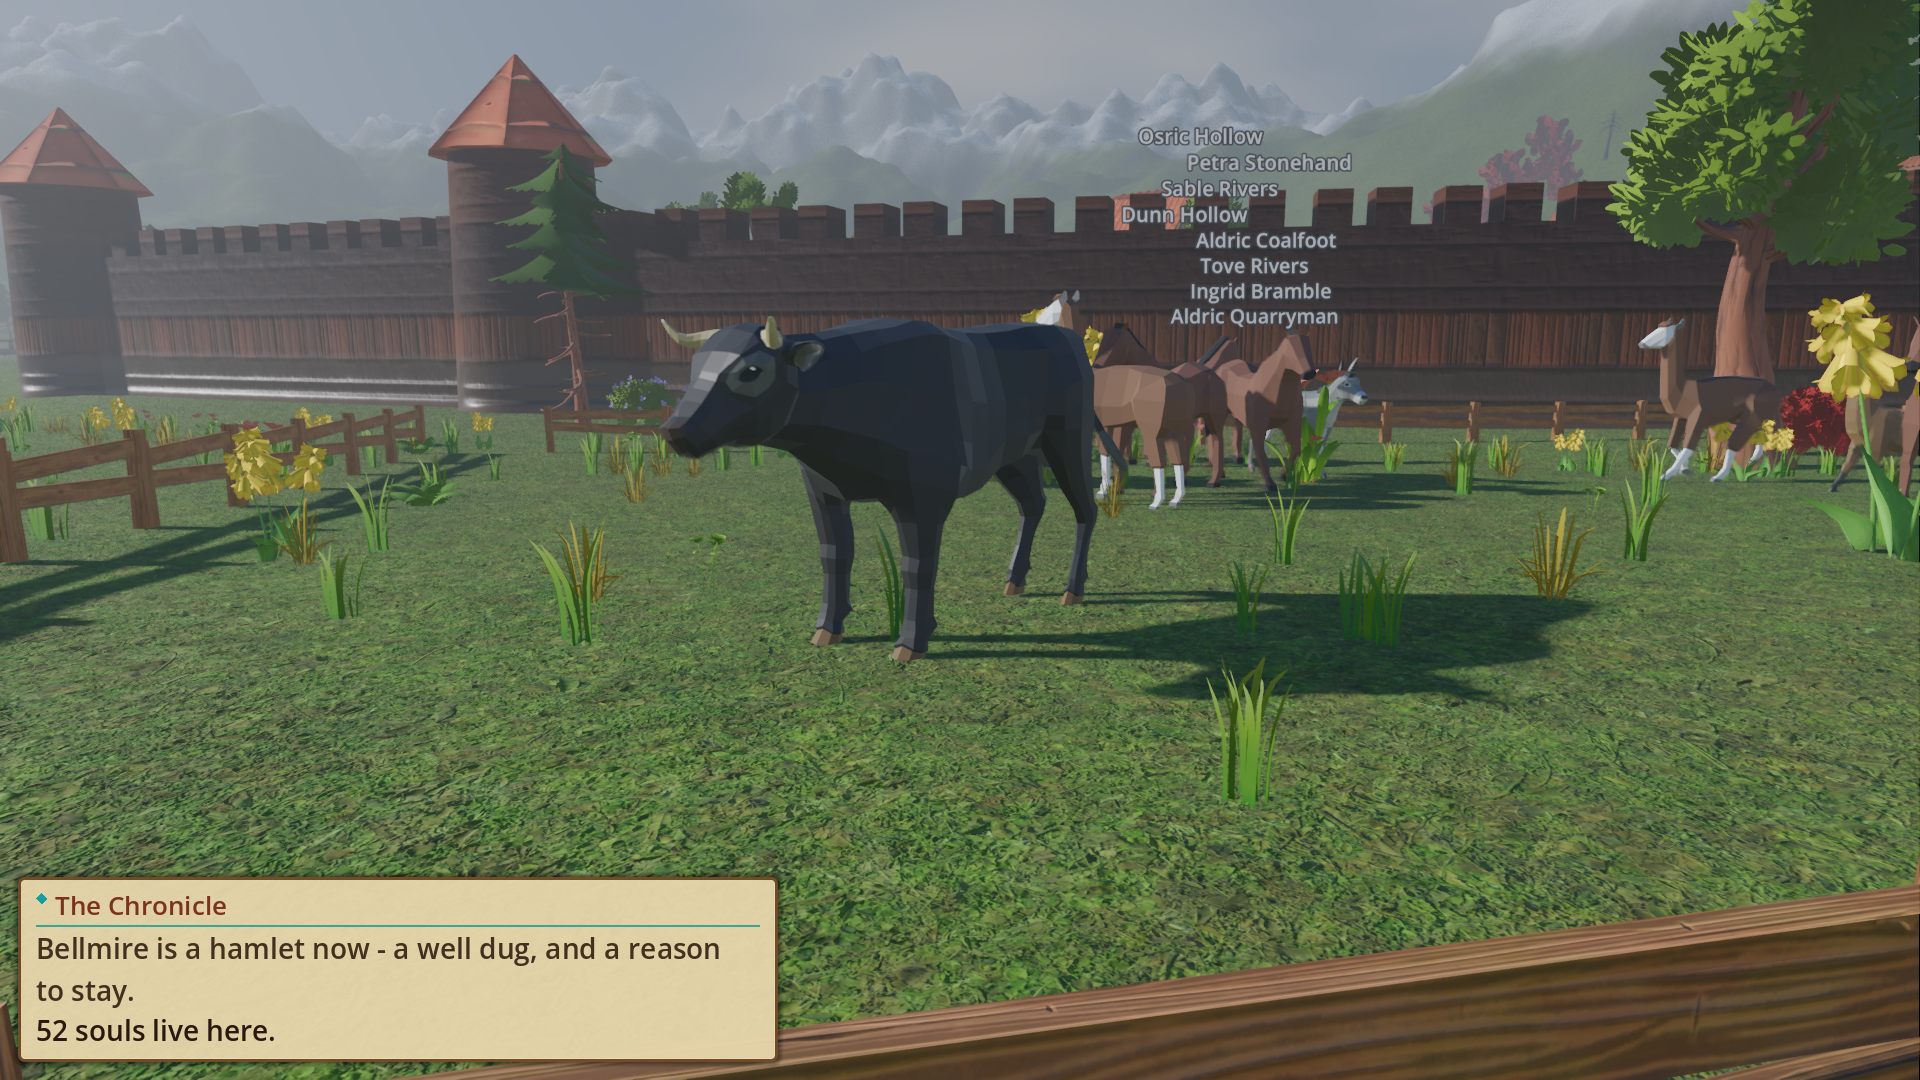 Osric Hollow
Petra Stonehand
Sable Rivers
Dunn Hollow
Aldric Coalfoot
Tove Rivers
Ingrid Bramble
Aldric Quarryman
The Chronicle
Bellmire is a hamlet now - a well dug, and a reason
to stay.
52 souls live here.